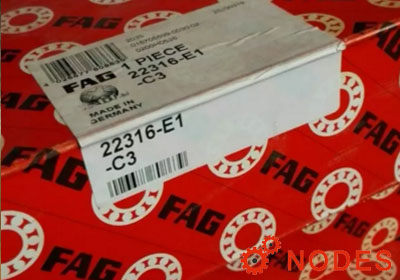 FAG
1 PIECE
22316-E1
-C3
MADE IN
GERMANY
22316-E1
-C3
FAG
FAG
FAG
FAG
FAG
NODES